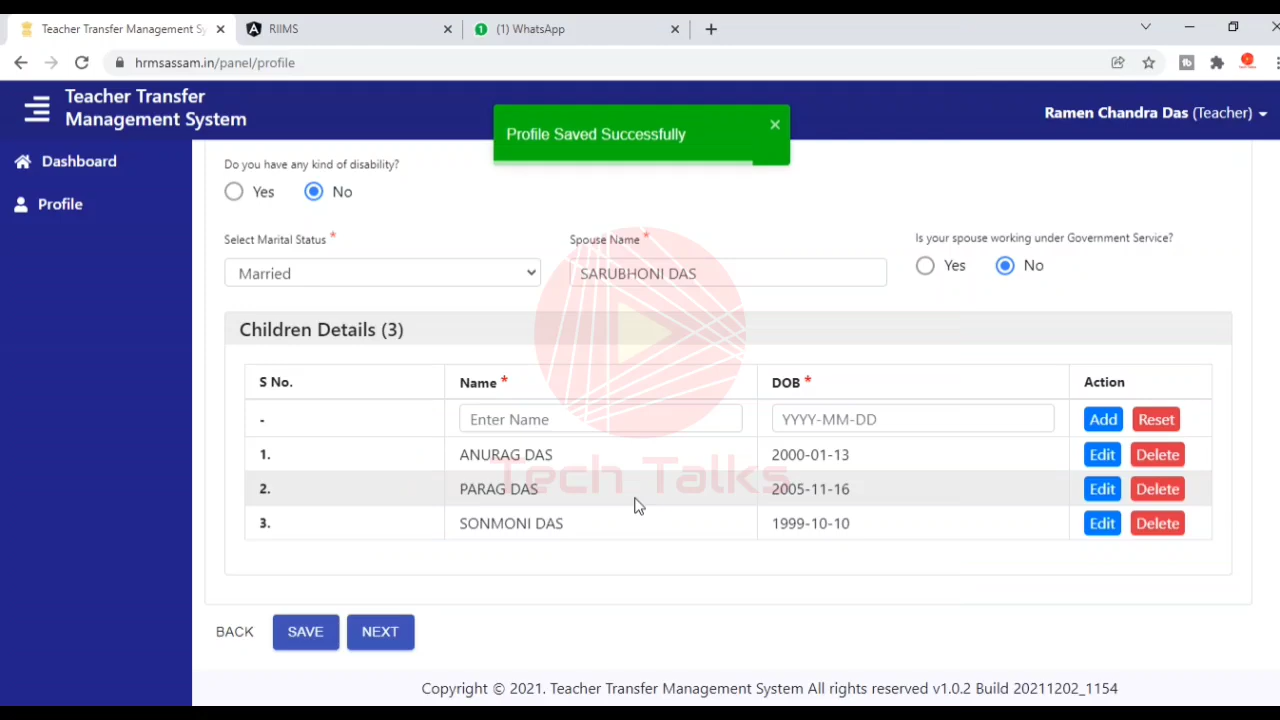 Teacher Transfer Management Sy
RIIMS
(1) WhatsApp
hrmsassam.in/panel/profile
Teacher Transfer
Management System
Ramen Chandra Das (Teacher)
Profile Saved Successfully
Dashboard
Profile
Do you have any kind of disability?
Yes No
Select Marital Status *
Spouse Name *
Is your spouse working under Government Service?
Married
SARUBHONI DAS
Yes No
Children Details (3)
S No. Name * DOB * Action
- Enter Name YYYY-MM-DD Add Reset
1. ANURAG DAS 2000-01-13 Edit Delete
2. PARAG DAS 2005-11-16 Edit Delete
3. SONMONI DAS 1999-10-10 Edit Delete
Tech Talks
BACK SAVE NEXT
Copyright © 2021. Teacher Transfer Management System All rights reserved v1.0.2 Build 20211202_1154